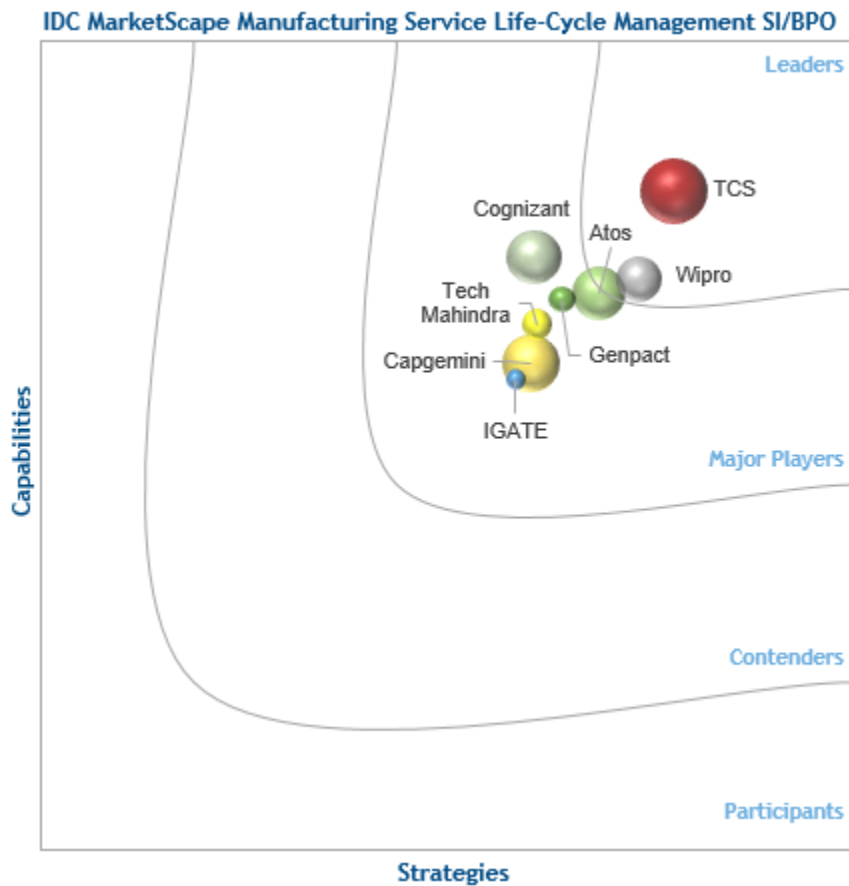 IDC MarketScape Manufacturing Service Life-Cycle Management SI/BPO
Leaders
TCS
Cognizant
Atos
Wipro
Tech
Mahindra
Genpact
Capgemini
IGATE
Major Players
Capabilities
Contenders
Participants
Strategies